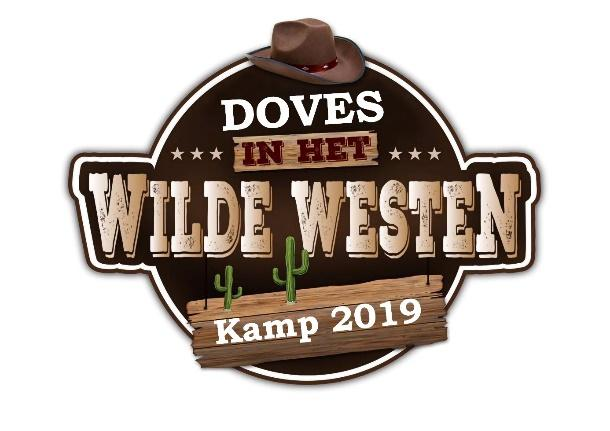 DOVES
IN HET
WILDE WESTEN
Kamp 2019